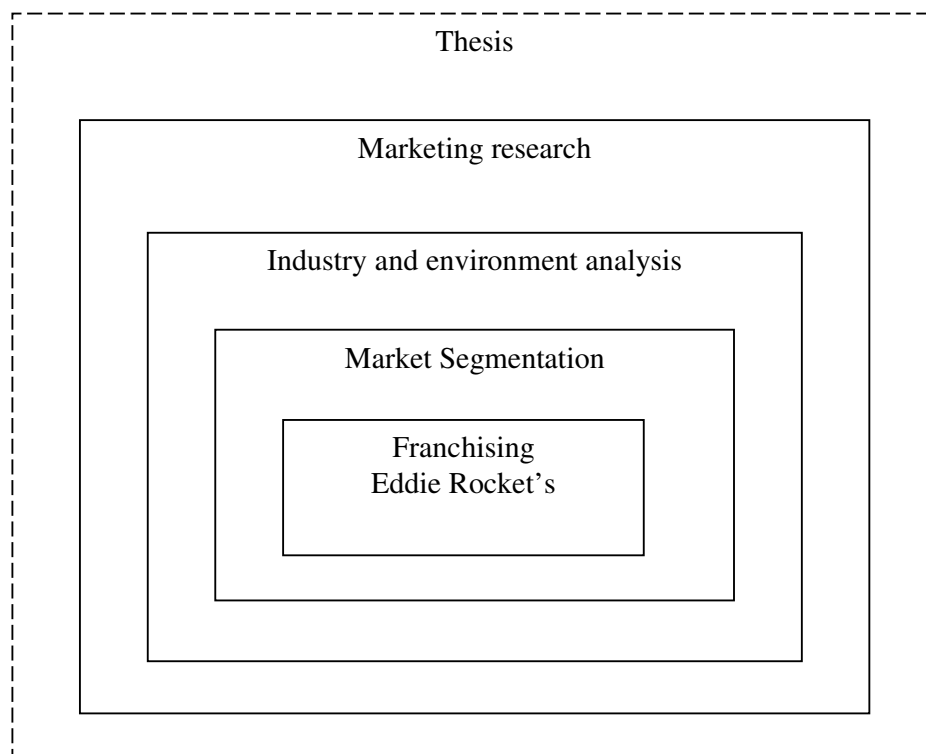 Thesis
Marketing research
Industry and environment analysis
Market Segmentation
Franchising
Eddie Rocket’s